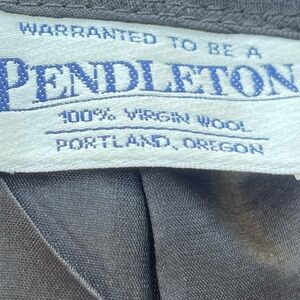 WARRANTED TO BE A
PENDLETON
100% VIRGIN WOOL
PORTLAND, OREGON